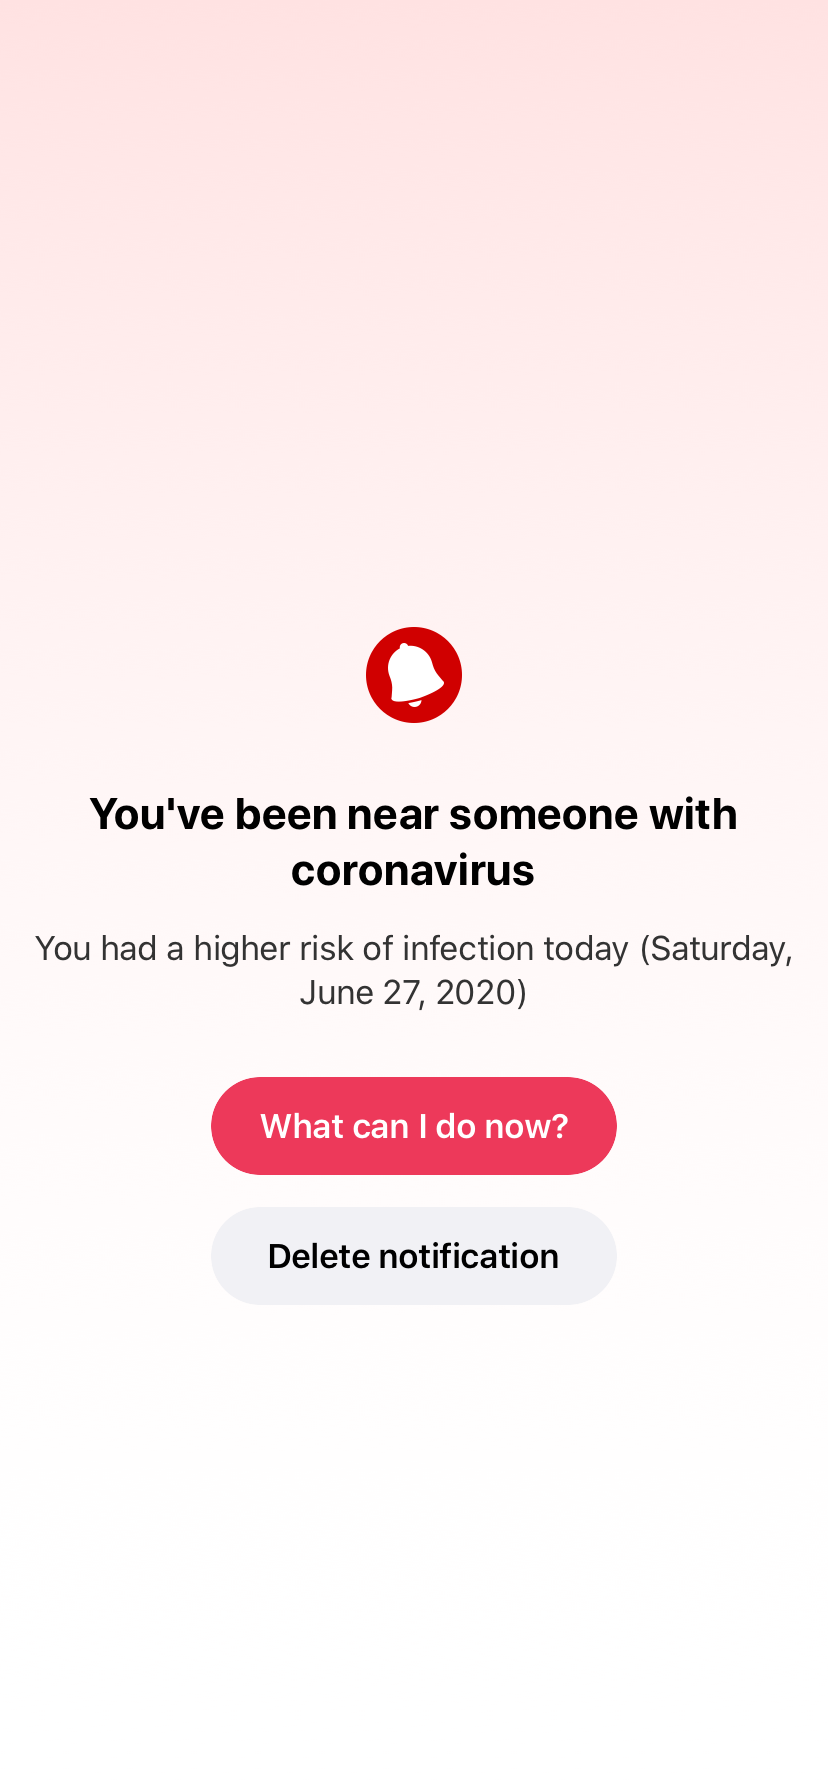 You've been near someone with
coronavirus
You had a higher risk of infection today (Saturday,
June 27, 2020)
What can I do now?
Delete notification